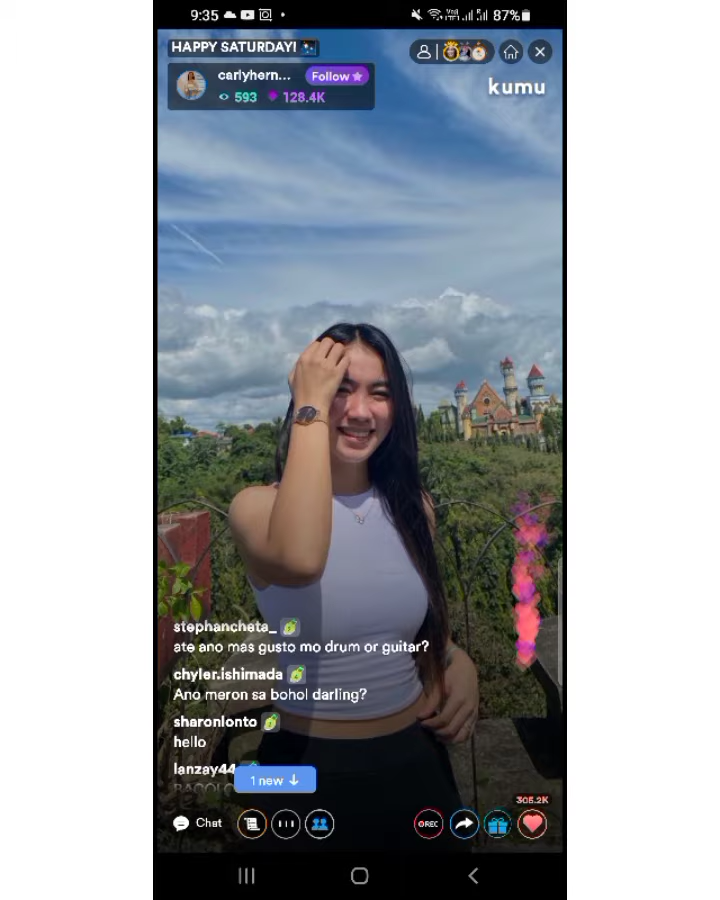 9:35
87%
HAPPY SATURDAY!
carlyhern...
Follow
593
128.4K
kumu
stephancheta_
ate ano mas gusto mo drum or guitar?
chyler.ishimada
Ano meron sa bohol darling?
sharonlonto
hello
lanzay44
1 new
305.2K
Chat
REC